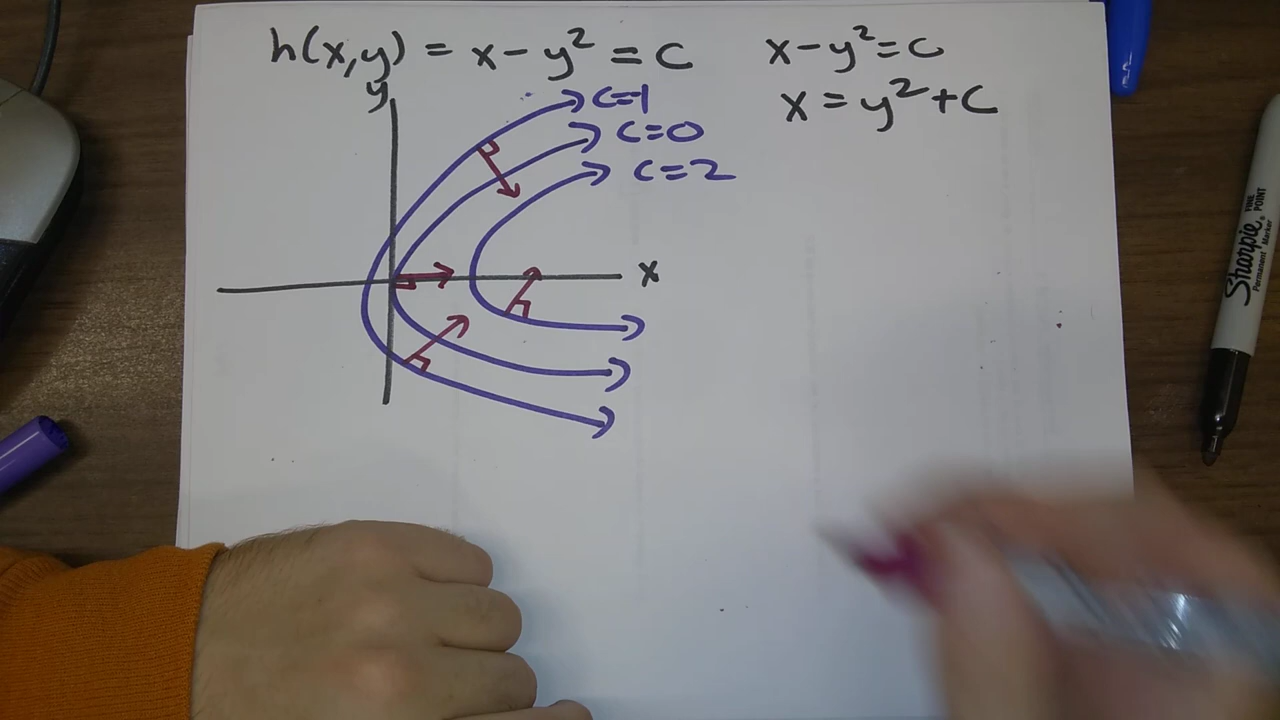 h(x,y) = x - y² = C
x - y² = C
x = y² + C
y
C=-1
C=0
C=2
x
Sharpie
FINE POINT
Permanent Marker